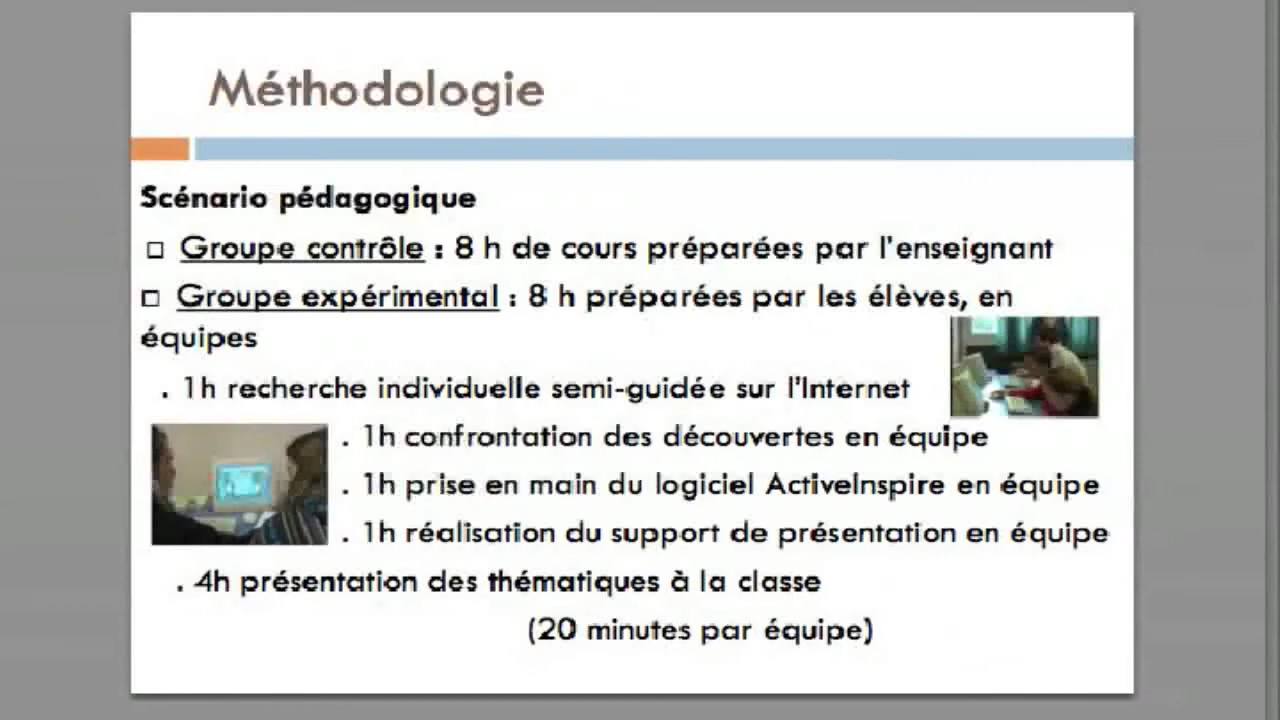 Méthodologie
Scénario pédagogique
Groupe contrôle : 8 h de cours préparées par l'enseignant
Groupe expérimental : 8 h préparées par les élèves, en
équipes
. 1h recherche individuelle semi-guidée sur l'Internet
. 1h confrontation des découvertes en équipe
. 1h prise en main du logiciel ActiveInspire en équipe
. 1h réalisation du support de présentation en équipe
. 4h présentation des thématiques à la classe
(20 minutes par équipe)